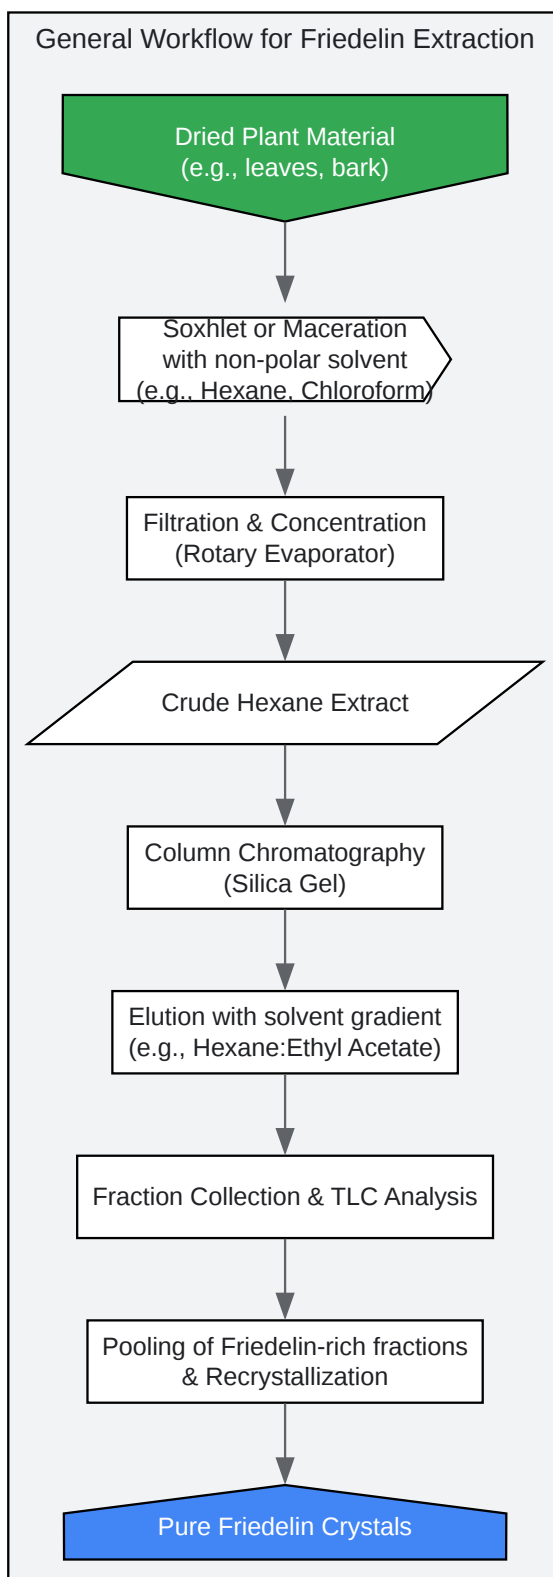 General Workflow for Friedelin Extraction
Dried Plant Material
(e.g., leaves, bark)
Soxhlet or Maceration
with non-polar solvent
(e.g., Hexane, Chloroform)
Filtration & Concentration
(Rotary Evaporator)
Crude Hexane Extract
Column Chromatography
(Silica Gel)
Elution with solvent gradient
(e.g., Hexane:Ethyl Acetate)
Fraction Collection & TLC Analysis
Pooling of Friedelin-rich fractions
& Recrystallization
Pure Friedelin Crystals